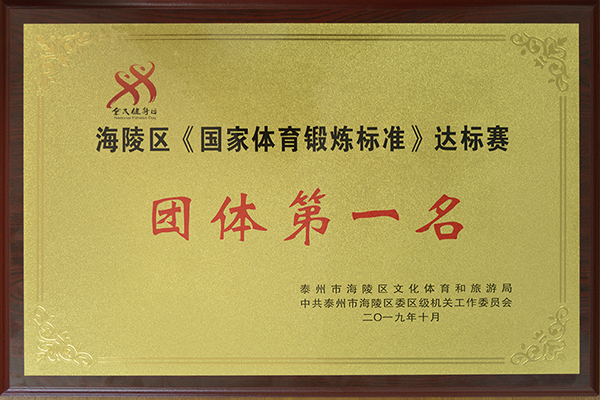 全民健身日
National Fitness Day
海陵区《国家体育锻炼标准》达标赛
团体第一名
泰州市海陵区文化体育和旅游局
中共泰州市海陵区委区级机关工作委员会
二〇一九年十月